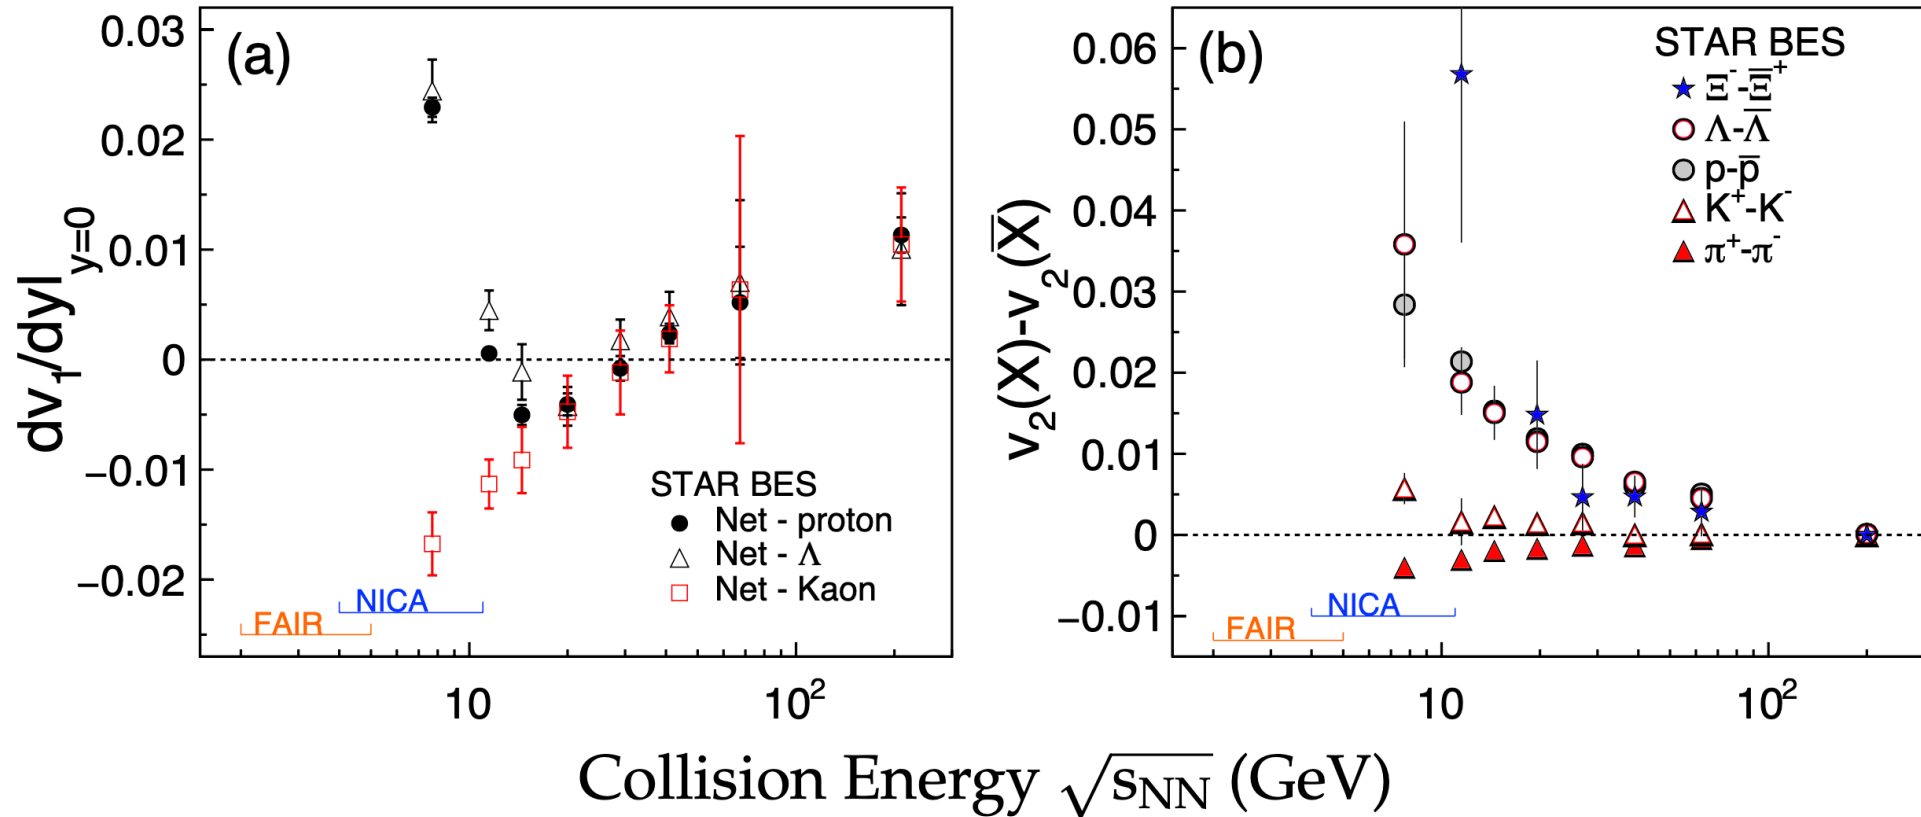 (a)
0.03
0.02
0.01
0
−0.01
−0.02
dv₁/dy|y=0
STAR BES
Net - proton
Net - Λ
Net - Kaon
NICA
FAIR
10
10²
(b)
0.06
0.05
0.04
0.03
0.02
0.01
0
−0.01
v₂(X)-v₂(X̅)
STAR BES
Ξ⁻-Ξ̅⁺
Λ-Λ̅
p-p̅
K⁺-K⁻
π⁺-π⁻
NICA
FAIR
10
10²
Collision Energy √sNN (GeV)